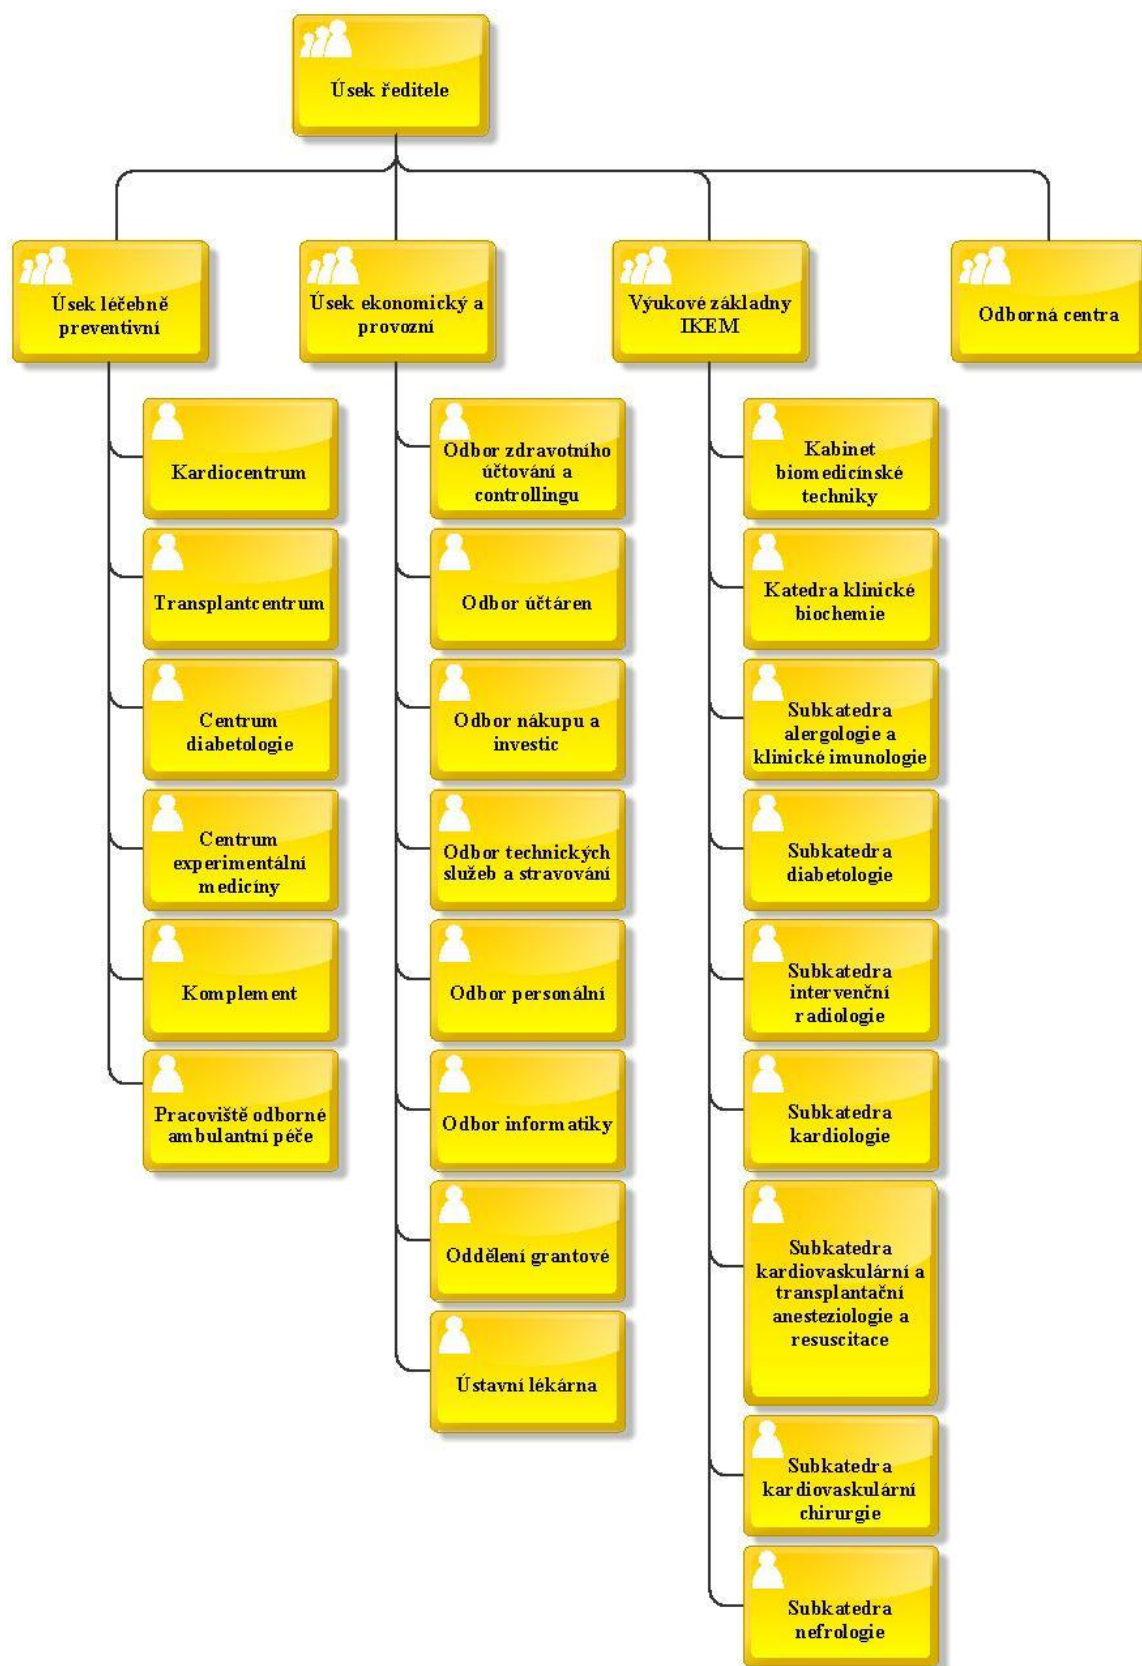 Úsek ředitele
Úsek léčebně
preventivní
Úsek ekonomický a
provozní
Výukové základny
IKEM
Odborná centra
Kardiocentrum
Transplantcentrum
Centrum
diabetologie
Centrum
experimentální
medicíny
Komplement
Pracoviště odborné
ambulantní péče
Odbor zdravotního
účtování a
controllingu
Odbor účtáren
Odbor nákupu a
investic
Odbor technických
služeb a stravování
Odbor personální
Odbor informatiky
Oddělení grantové
Ústavní lékárna
Kabinet
biomedicínské
techniky
Katedra klinické
biochemie
Subkatedra
alergologie a
klinické imunologie
Subkatedra
diabetologie
Subkatedra
intervenční
radiologie
Subkatedra
kardiologie
Subkatedra
kardiovaskulární a
transplantační
anesteziologie a
resuscitace
Subkatedra
kardiovaskulární
chirurgie
Subkatedra
nefrologie